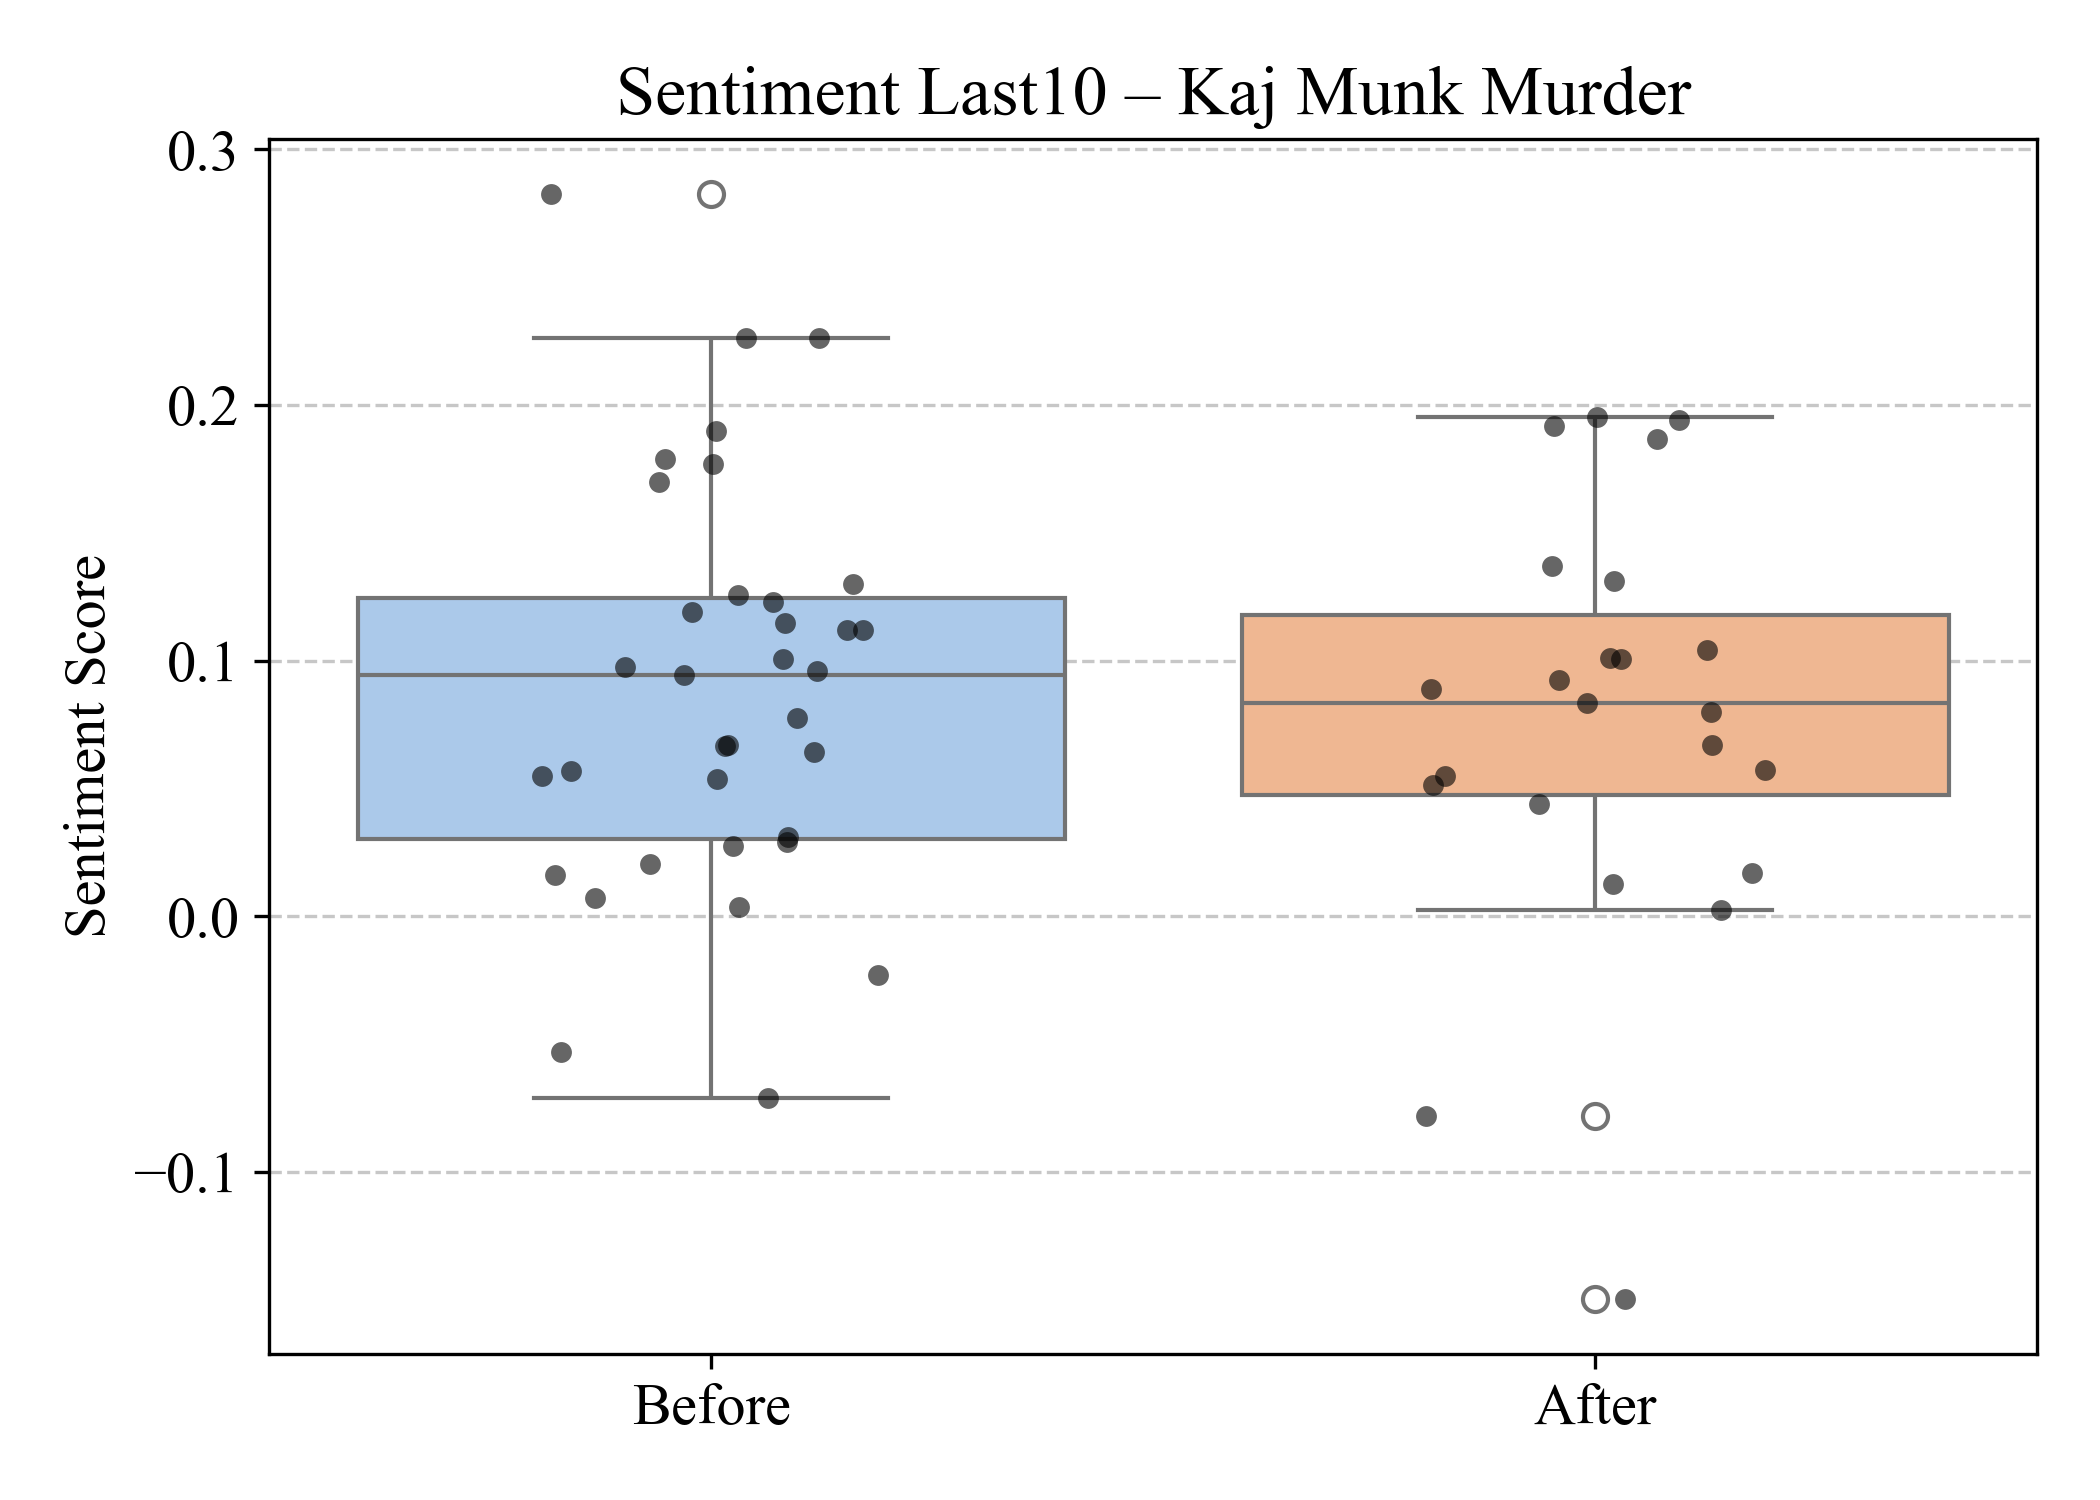 Sentiment Last10 – Kaj Munk Murder
Sentiment Score
0.3
0.2
0.1
0.0
−0.1
Before
After